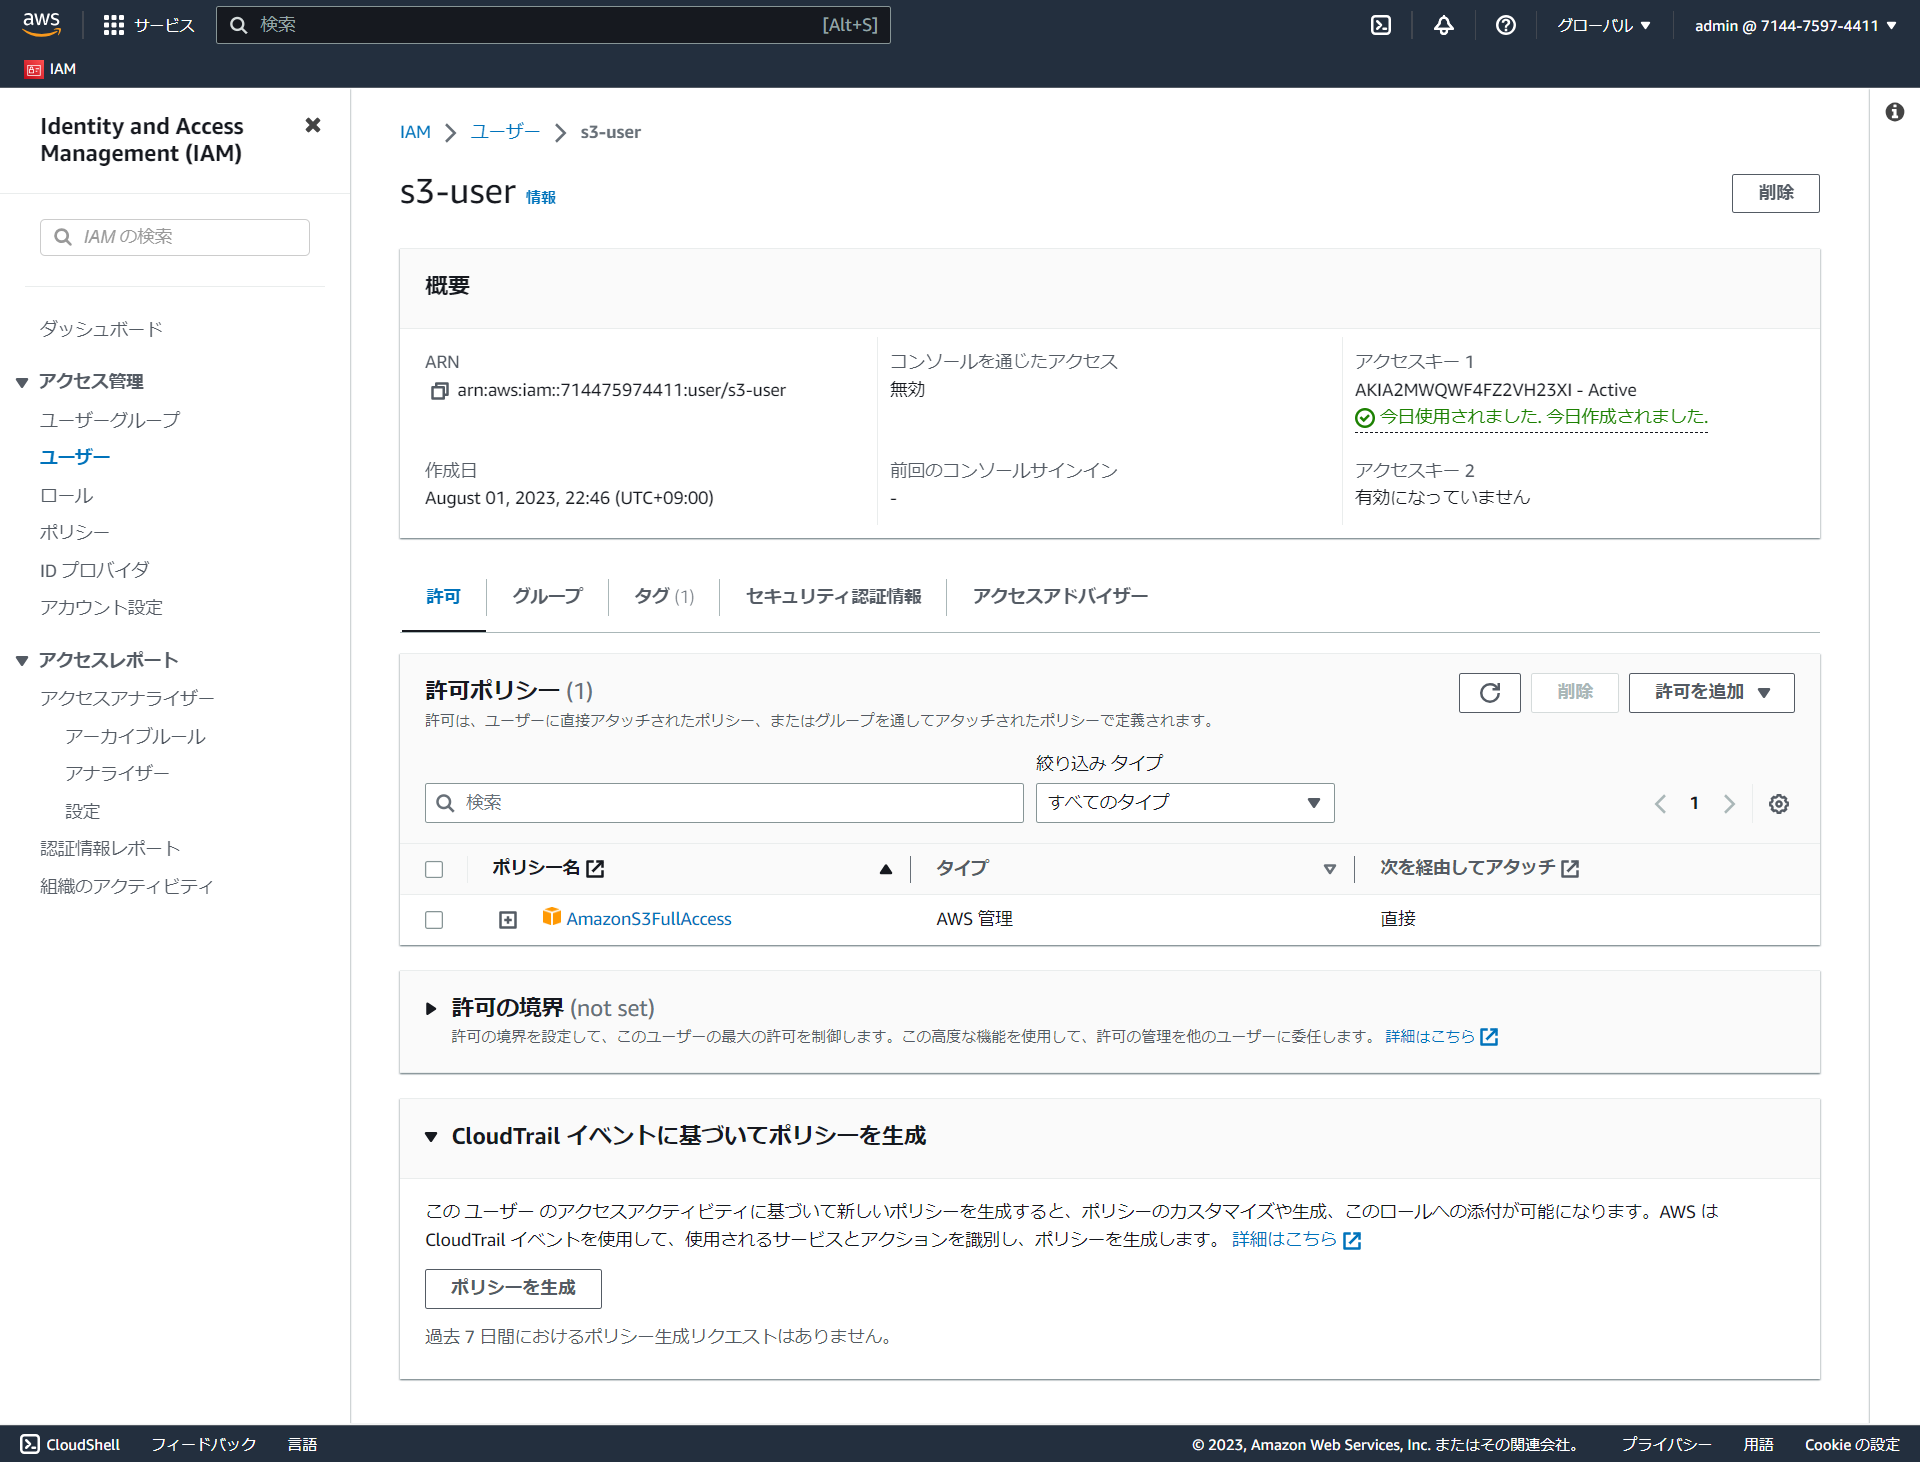 aws
サービス
検索
[Alt+S]
グローバル
admin @ 7144-7597-4411
IAM
Identity and Access Management (IAM)
IAM の検索
ダッシュボード
アクセス管理
ユーザーグループ
ユーザー
ロール
ポリシー
ID プロバイダ
アカウント設定
アクセスレポート
アクセスアナライザー
アーカイブルール
アナライザー
設定
認証情報レポート
組織のアクティビティ
IAM
ユーザー
s3-user
s3-user 情報
削除
概要
ARN
arn:aws:iam::714475974411:user/s3-user
コンソールを通じたアクセス
無効
アクセスキー 1
AKIA2MWQWF4FZ2VH23XI - Active
今日使用されました. 今日作成されました.
作成日
August 01, 2023, 22:46 (UTC+09:00)
前回のコンソールサインイン
-
アクセスキー 2
有効になっていません
許可
グループ
タグ (1)
セキュリティ認証情報
アクセスアドバイザー
許可ポリシー (1)
許可は、ユーザーに直接アタッチされたポリシー、またはグループを通してアタッチされたポリシーで定義されます。
削除
許可を追加
絞り込み タイプ
検索
すべてのタイプ
1
ポリシー名
タイプ
次を経由してアタッチ
AmazonS3FullAccess
AWS 管理
直接
許可の境界 (not set)
許可の境界を設定して、このユーザーの最大の許可を制御します。この高度な機能を使用して、許可の管理を他のユーザーに委任します。 詳細はこちら
CloudTrail イベントに基づいてポリシーを生成
この ユーザー のアクセスアクティビティに基づいて新しいポリシーを生成すると、ポリシーのカスタマイズや生成、このロールへの添付が可能になります。AWS は
CloudTrail イベントを使用して、使用されるサービスとアクションを識別し、ポリシーを生成します。 詳細はこちら
ポリシーを生成
過去 7 日間におけるポリシー生成リクエストはありません。
CloudShell
フィードバック
言語
© 2023, Amazon Web Services, Inc. またはその関連会社。
プライバシー
用語
Cookie の設定